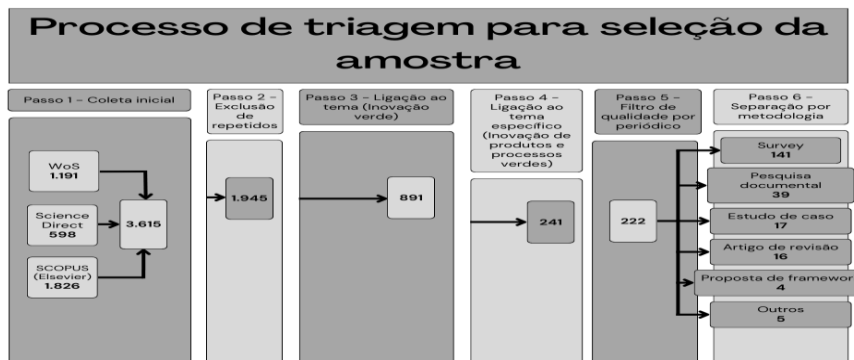 Processo de triagem para seleção da
amostra
Passo 1 - Coleta inicial
WoS
1.191
Science
Direct
598
SCOPUS
(Elsevier)
1.826
3.615
Passo 2 -
Exclusão
de
repetidos
1.945
Passo 3 - Ligação ao
tema (Inovação
verde)
891
Passo 4 -
Ligação ao
tema
específico
(Inovação de
produtos e
processos
verdes)
241
Passo 5 -
Filtro de
qualidade por
periódico
222
Passo 6 -
Separação por
metodologia
Survey
141
Pesquisa
documental
39
Estudo de caso
17
Artigo de revisão
16
Proposta de framewor
4
Outros
5